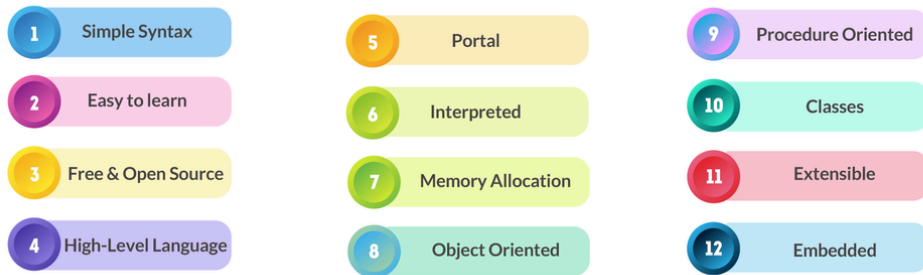 1 Simple Syntax
2 Easy to learn
3 Free & Open Source
4 High-Level Language
5 Portal
6 Interpreted
7 Memory Allocation
8 Object Oriented
9 Procedure Oriented
10 Classes
11 Extensible
12 Embedded